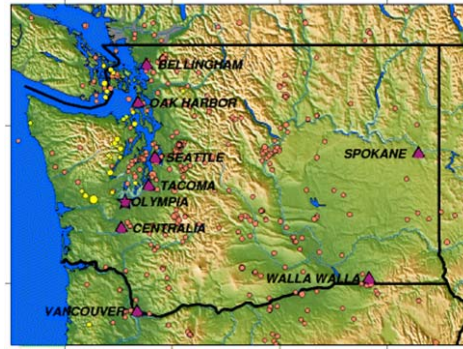 BELLINGHAM
OAK HARBOR
SEATTLE
SPOKANE
TACOMA
OLYMPIA
CENTRALIA
WALLA WALLA
VANCOUVER